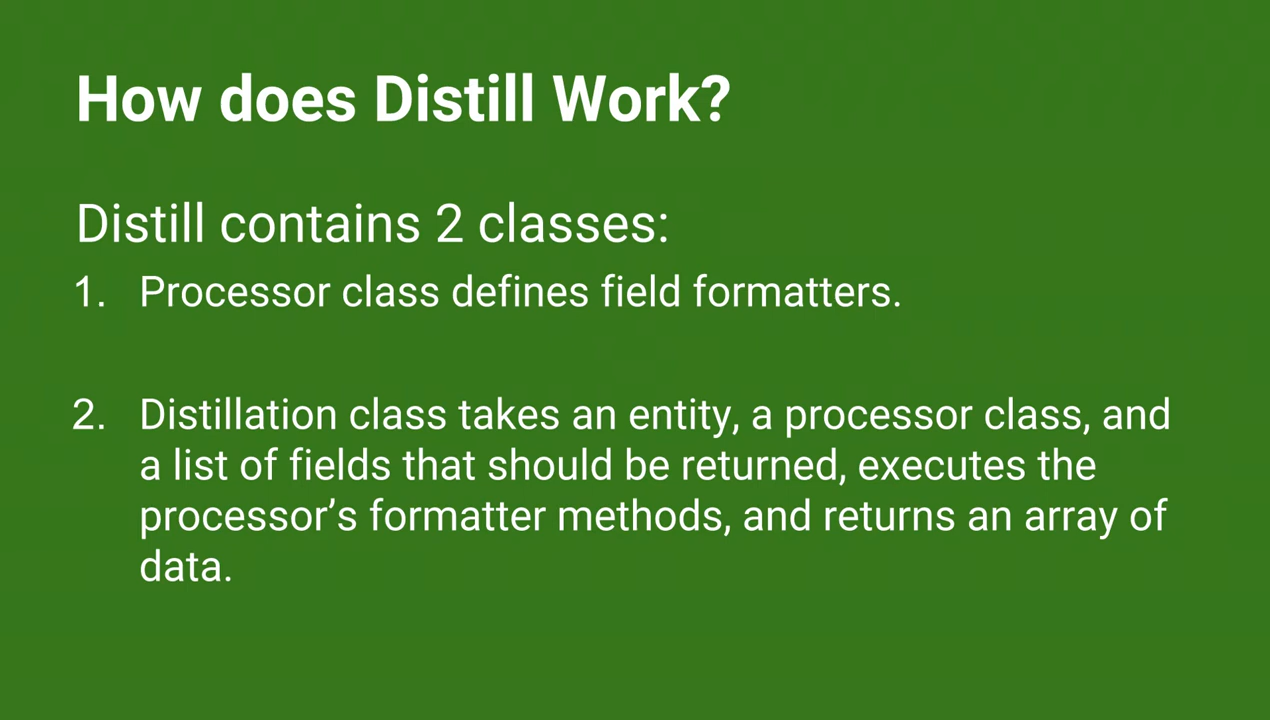 How does Distill Work?
Distill contains 2 classes:
1. Processor class defines field formatters.
2. Distillation class takes an entity, a processor class, and
a list of fields that should be returned, executes the
processor’s formatter methods, and returns an array of
data.